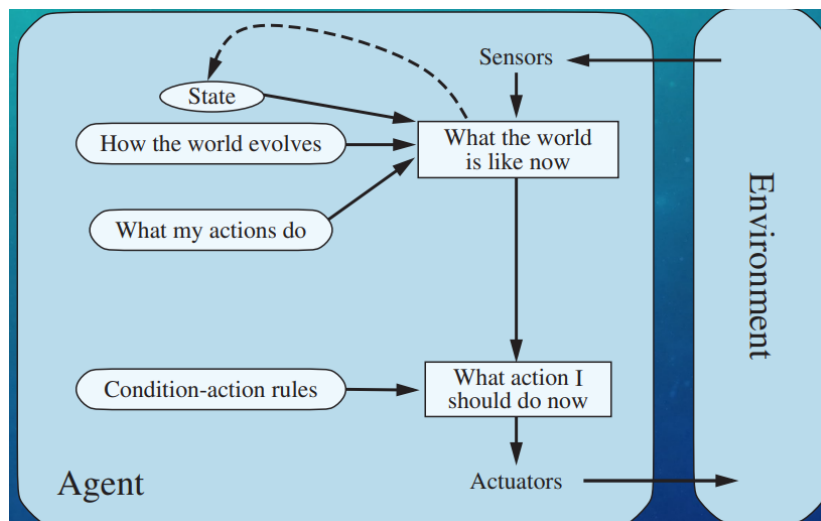 Sensors
State
How the world evolves
What the world
is like now
What my actions do
Environment
Condition-action rules
What action I
should do now
Agent
Actuators